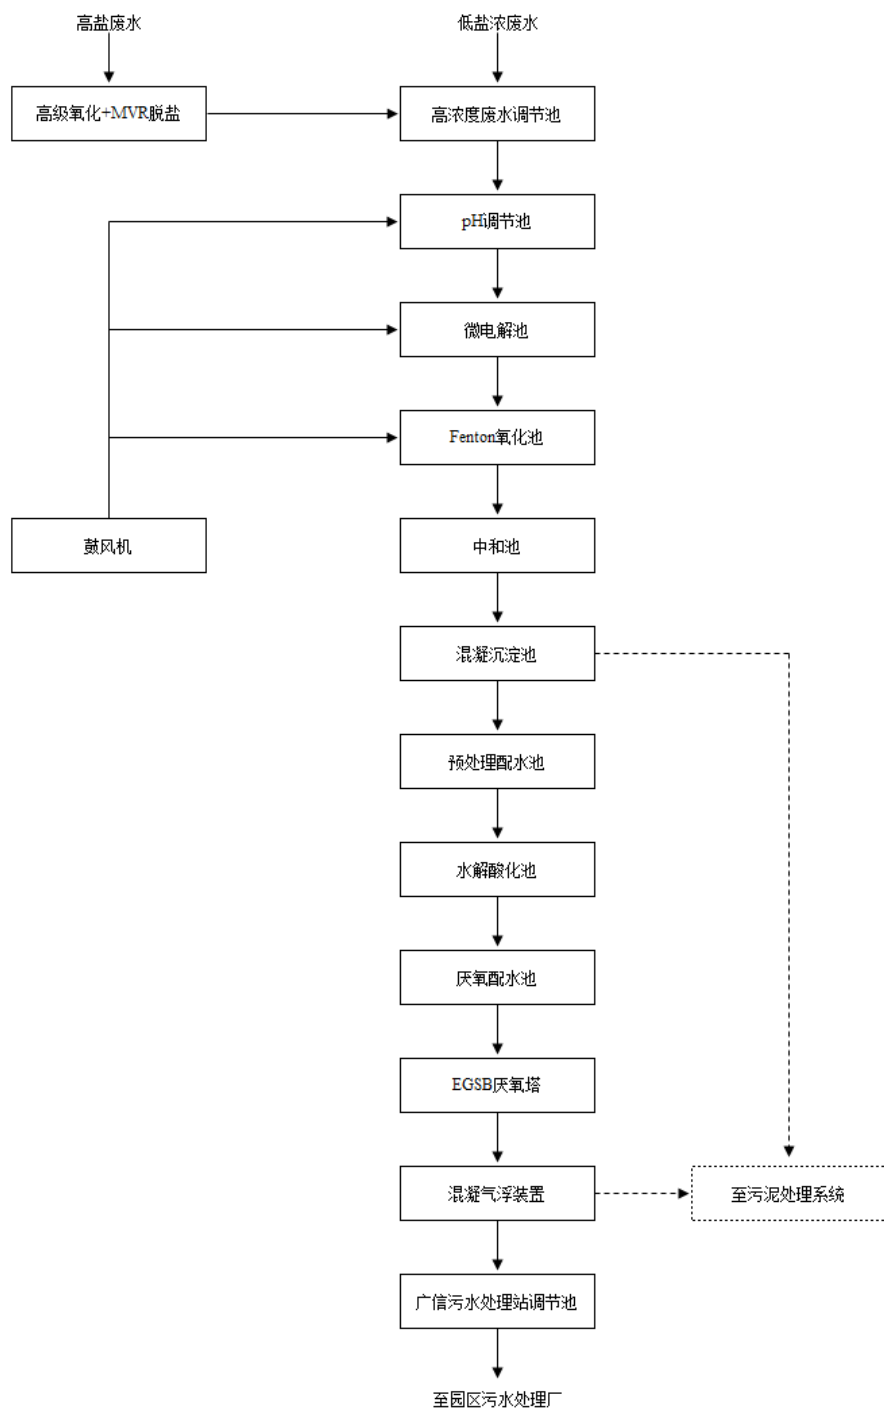 高盐废水
低盐浓废水
高级氧化+MVR脱盐
高浓度废水调节池
pH调节池
微电解池
Fenton氧化池
鼓风机
中和池
混凝沉淀池
预处理配水池
水解酸化池
厌氧配水池
EGSB厌氧塔
混凝气浮装置
至污泥处理系统
广信污水处理站调节池
至园区污水处理厂